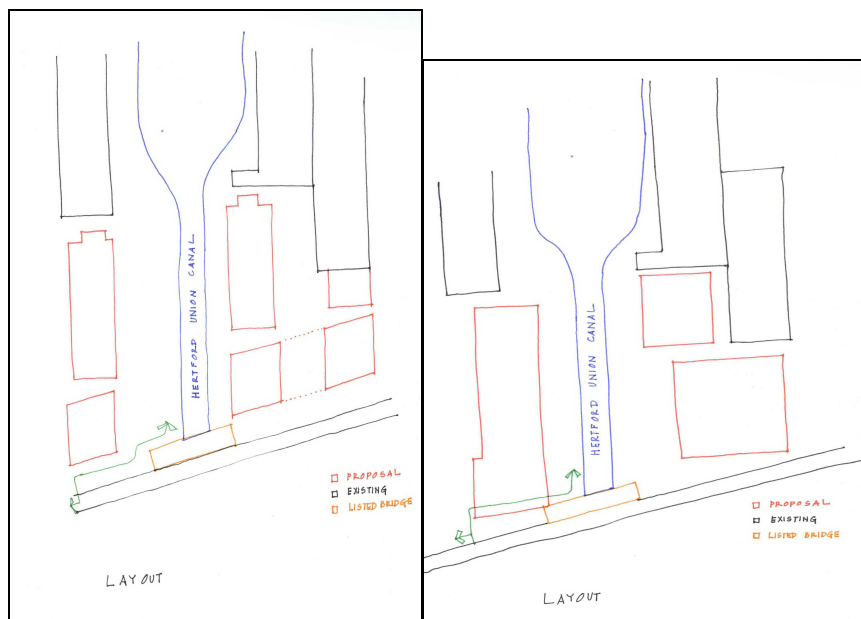 HERTFORD UNION CANAL
PROPOSAL
EXISTING
LISTED BRIDGE
LAYOUT
HERTFORD UNION CANAL
PROPOSAL
EXISTING
LISTED BRIDGE
LAYOUT